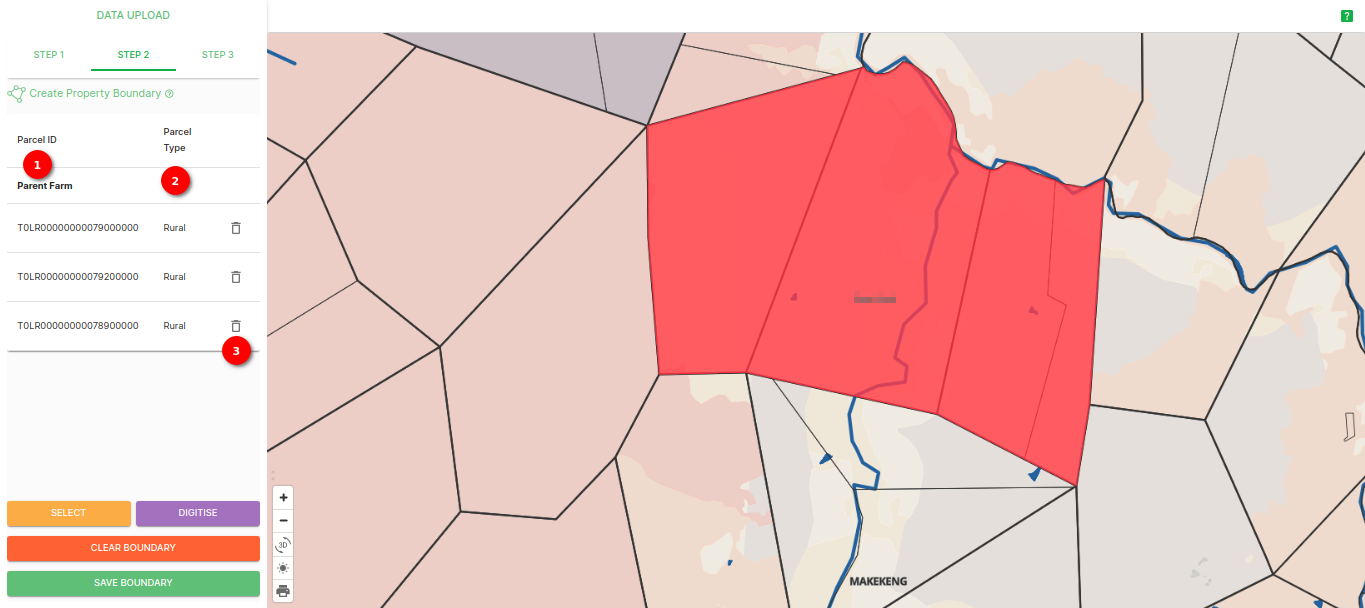 DATA UPLOAD
?
STEP 1 STEP 2 STEP 3
Create Property Boundary ?
Parcel ID Parcel Type
1
2
Parent Farm
T0LR00000000079000000 Rural
T0LR00000000079200000 Rural
T0LR00000000078900000 Rural
3
SELECT DIGITISE
CLEAR BOUNDARY
SAVE BOUNDARY
+
−
3D
MAKEKENG